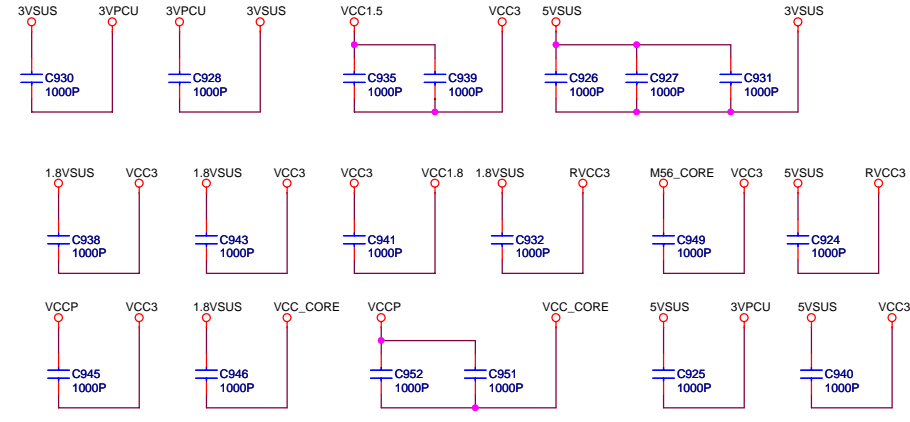 3VSUS 3VPCU 3VPCU 3VSUS VCC1.5 VCC3 5VSUS 3VSUS
C930 C928 C935 C939 C926 C927 C931
1000P 1000P 1000P 1000P 1000P 1000P 1000P
1.8VSUS VCC3 1.8VSUS VCC3 VCC3 VCC1.8 1.8VSUS RVCC3 M56_CORE VCC3 5VSUS RVCC3
C938 C943 C941 C932 C949 C924
1000P 1000P 1000P 1000P 1000P 1000P
VCCP VCC3 1.8VSUS VCC_CORE VCCP VCC_CORE 5VSUS 3VPCU 5VSUS VCC3
C945 C946 C952 C951 C925 C940
1000P 1000P 1000P 1000P 1000P 1000P